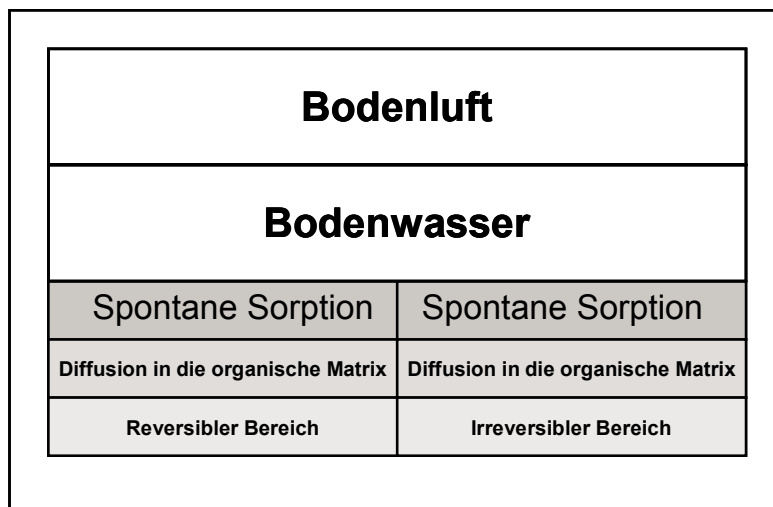 Bodenluft
Bodenwasser
Spontane Sorption
Spontane Sorption
Diffusion in die organische Matrix
Diffusion in die organische Matrix
Reversibler Bereich
Irreversibler Bereich